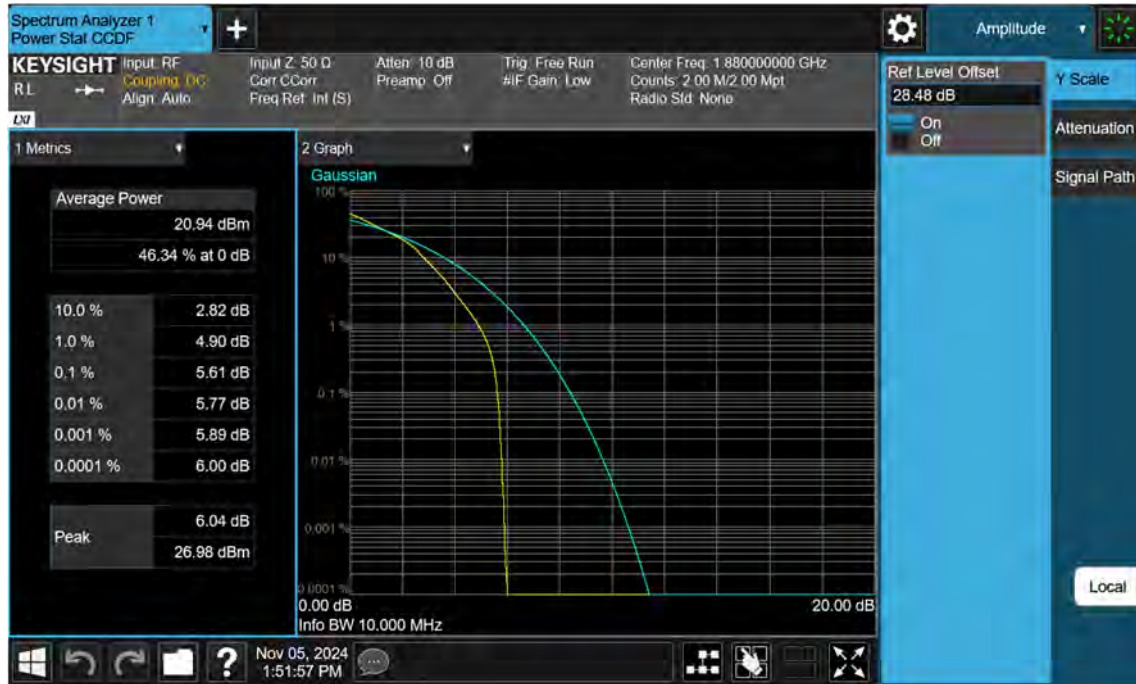 Spectrum Analyzer 1
Power Stat CCDF
+
Amplitude
KEYSIGHT
RL
LXI
Input: RF
Coupling: DC
Align: Auto
Input Z: 50 Ω
Corr CCorr
Freq Ref: Int (S)
Atten: 10 dB
Preamp: Off
Trig: Free Run
#IF Gain: Low
Center Freq: 1.880000000 GHz
Counts: 2.00 M/2.00 Mpt
Radio Std: None
Ref Level Offset
28.48 dB
On
Off
Y Scale
Attenuation
Signal Path
Local
1 Metrics
Average Power
20.94 dBm
46.34 % at 0 dB
10.0 % 2.82 dB
1.0 % 4.90 dB
0.1 % 5.61 dB
0.01 % 5.77 dB
0.001 % 5.89 dB
0.0001 % 6.00 dB
Peak
6.04 dB
26.98 dBm
2 Graph
Gaussian
100 %
10 %
1 %
0.1 %
0.01 %
0.001 %
0.0001 %
0.00 dB
20.00 dB
Info BW 10.000 MHz
?
Nov 05, 2024
1:51:57 PM